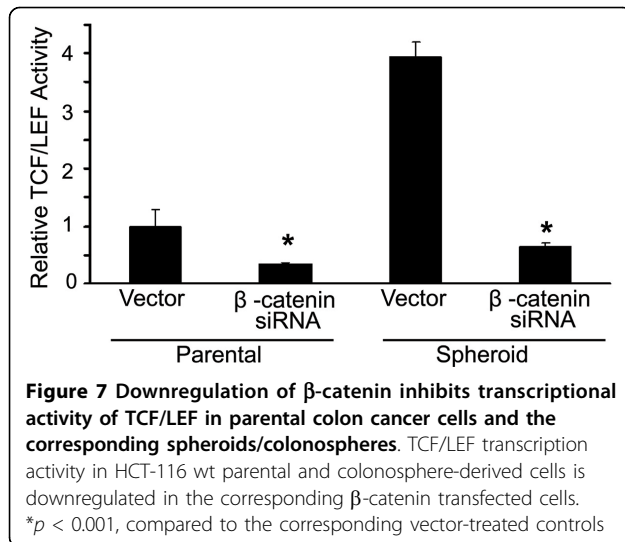 4
3
2
1
0
Relative TCF/LEF Activity
*
*
Vector
β -catenin
siRNA
Vector
β -catenin
siRNA
Parental
Spheroid
Figure 7 Downregulation of β-catenin inhibits transcriptional
activity of TCF/LEF in parental colon cancer cells and the
corresponding spheroids/colonospheres. TCF/LEF transcription
activity in HCT-116 wt parental and colonosphere-derived cells is
downregulated in the corresponding β-catenin transfected cells.
*p < 0.001, compared to the corresponding vector-treated controls